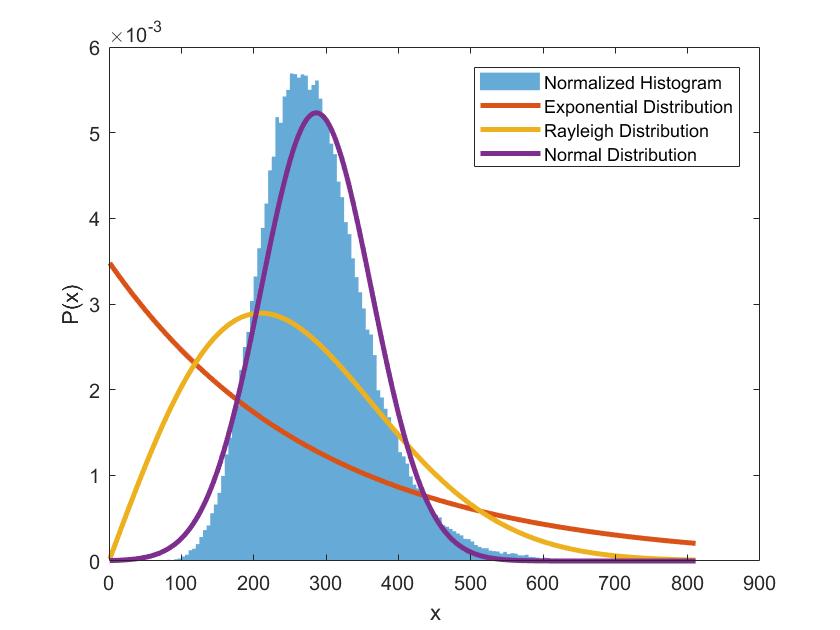 ×10-3
6
5
4
3
2
1
0
P(x)
0 100 200 300 400 500 600 700 800 900
x
Normalized Histogram
Exponential Distribution
Rayleigh Distribution
Normal Distribution